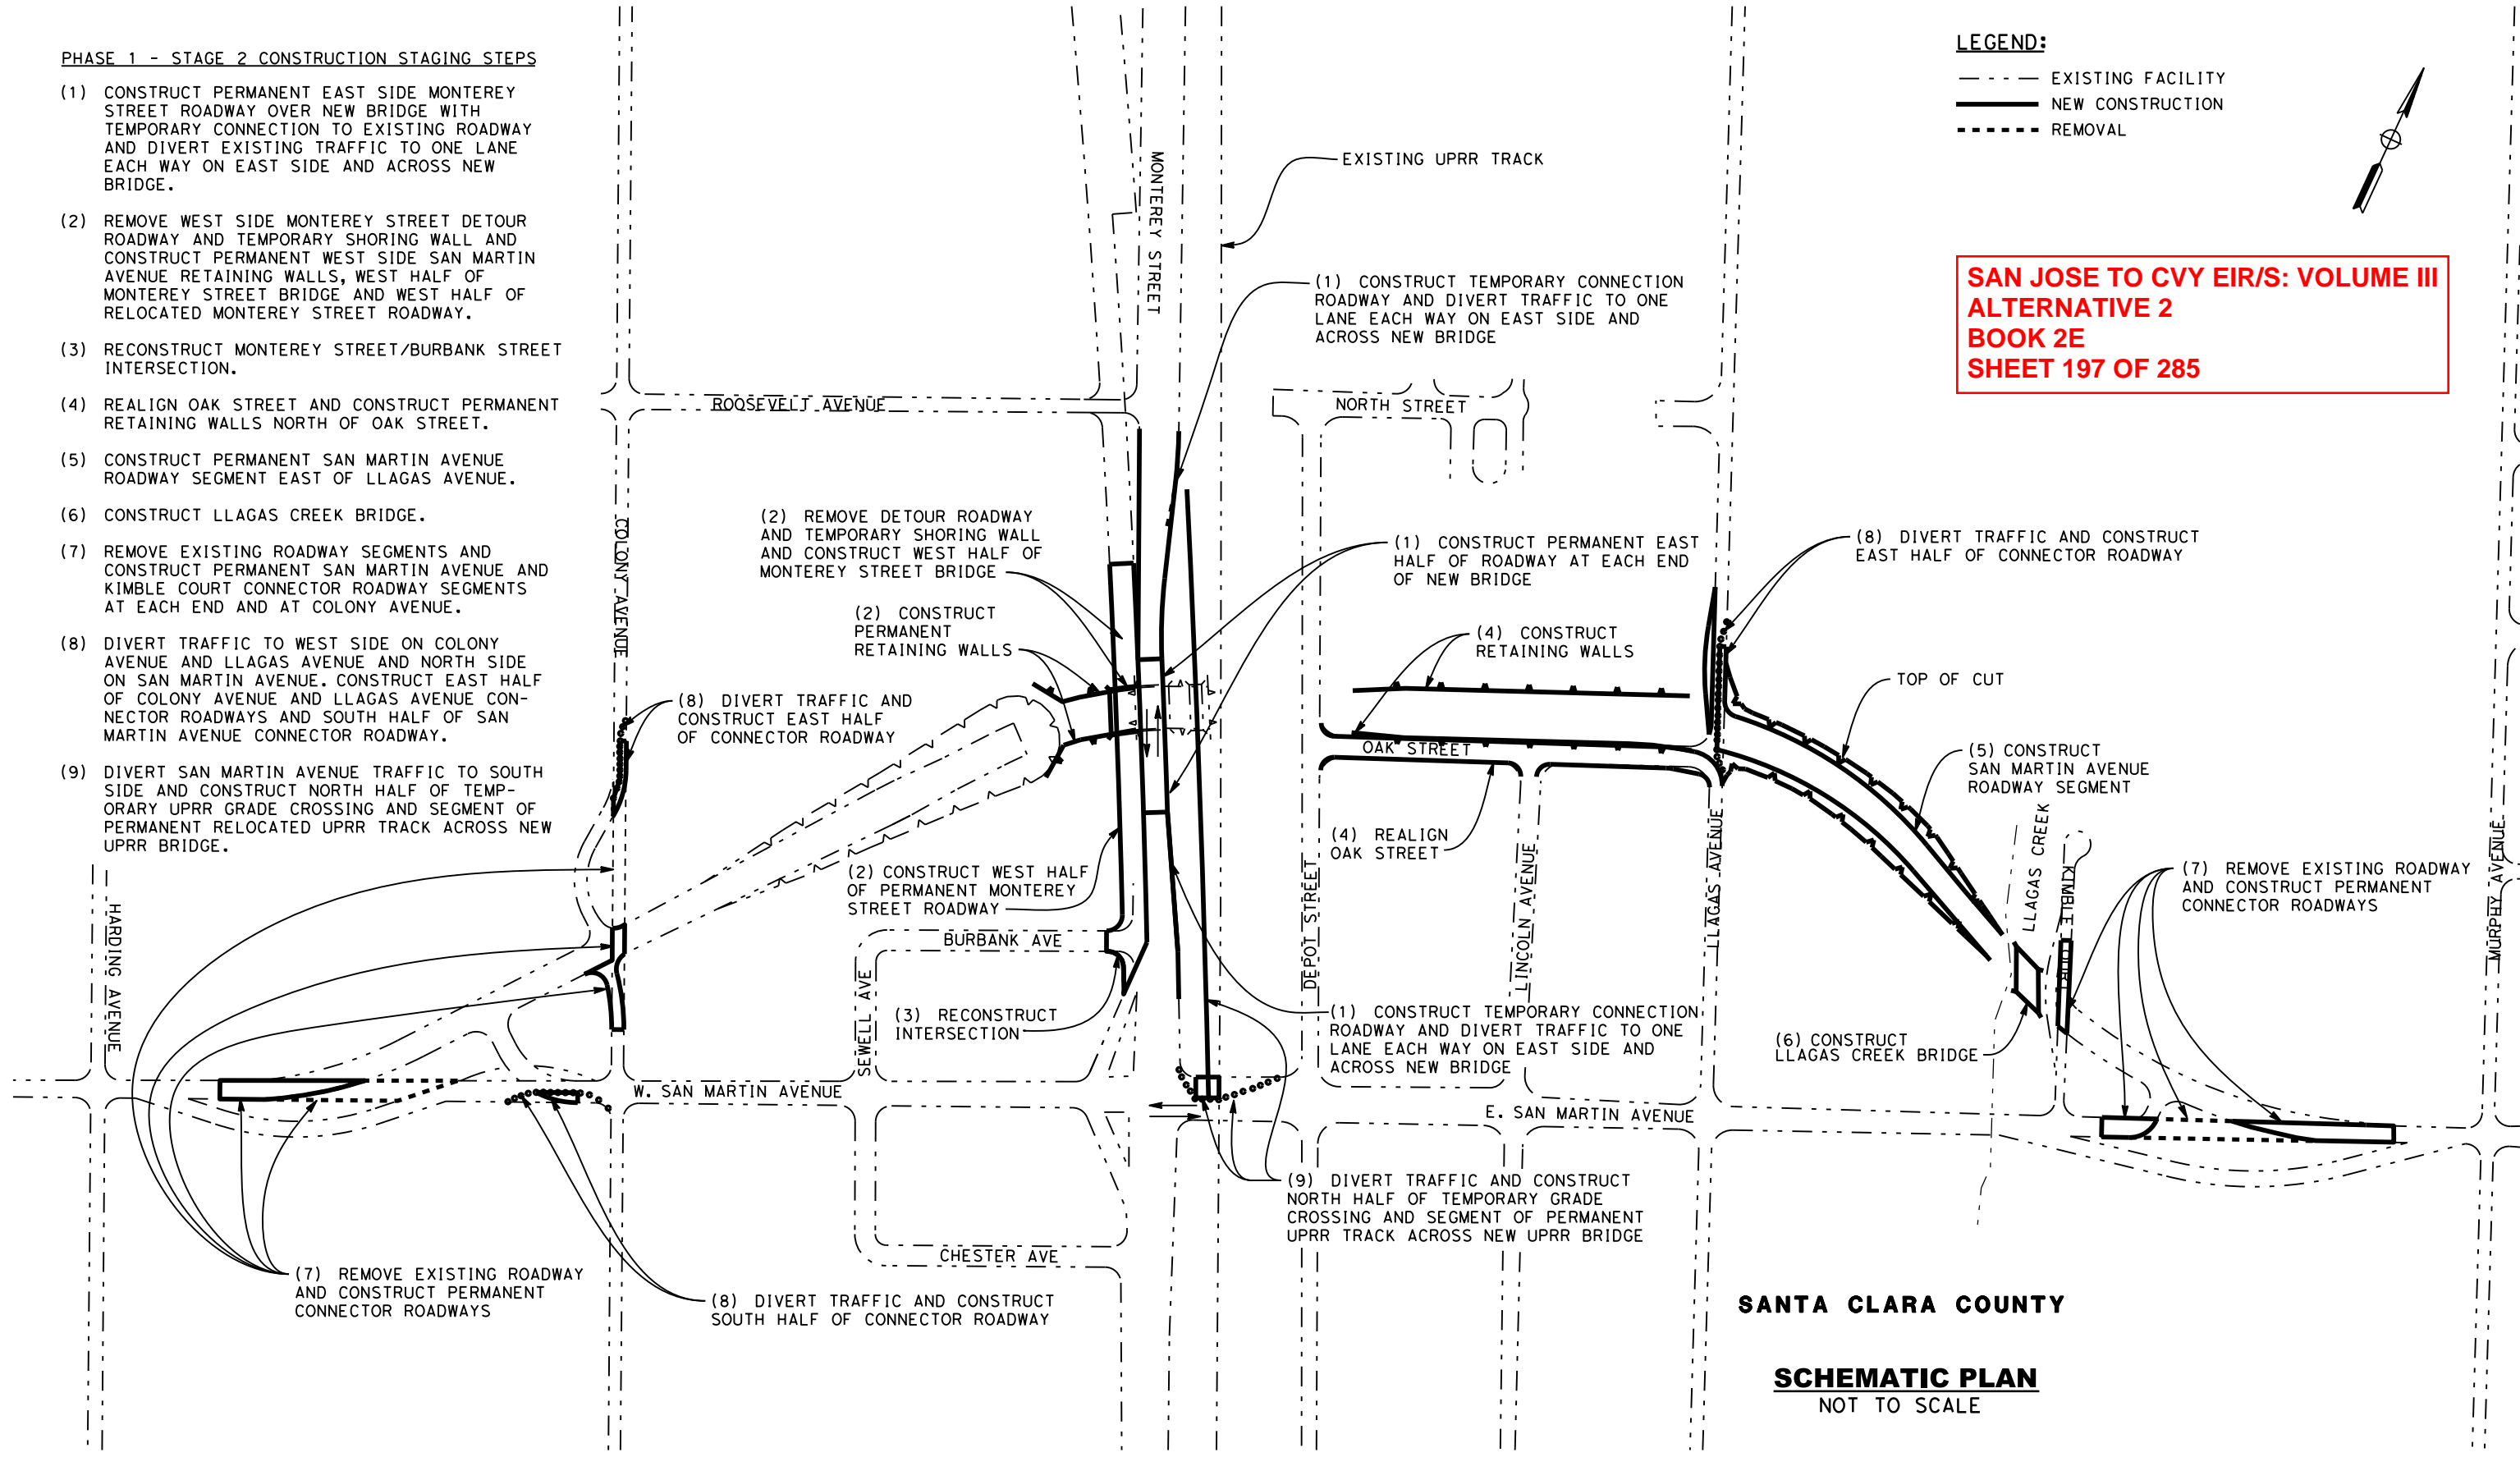 PHASE 1 - STAGE 2 CONSTRUCTION STAGING STEPS
(1) CONSTRUCT PERMANENT EAST SIDE MONTEREY
STREET ROADWAY OVER NEW BRIDGE WITH
TEMPORARY CONNECTION TO EXISTING ROADWAY
AND DIVERT EXISTING TRAFFIC TO ONE LANE
EACH WAY ON EAST SIDE AND ACROSS NEW
BRIDGE.
(2) REMOVE WEST SIDE MONTEREY STREET DETOUR
ROADWAY AND TEMPORARY SHORING WALL AND
CONSTRUCT PERMANENT WEST SIDE SAN MARTIN
AVENUE RETAINING WALLS, WEST HALF OF
MONTEREY STREET BRIDGE AND WEST HALF OF
RELOCATED MONTEREY STREET ROADWAY.
(3) RECONSTRUCT MONTEREY STREET/BURBANK STREET
INTERSECTION.
(4) REALIGN OAK STREET AND CONSTRUCT PERMANENT
RETAINING WALLS NORTH OF OAK STREET.
(5) CONSTRUCT PERMANENT SAN MARTIN AVENUE
ROADWAY SEGMENT EAST OF LLAGAS AVENUE.
(6) CONSTRUCT LLAGAS CREEK BRIDGE.
(7) REMOVE EXISTING ROADWAY SEGMENTS AND
CONSTRUCT PERMANENT SAN MARTIN AVENUE AND
KIMBLE COURT CONNECTOR ROADWAY SEGMENTS
AT EACH END AND AT COLONY AVENUE.
(8) DIVERT TRAFFIC TO WEST SIDE ON COLONY
AVENUE AND LLAGAS AVENUE AND NORTH SIDE
ON SAN MARTIN AVENUE. CONSTRUCT EAST HALF
OF COLONY AVENUE AND LLAGAS AVENUE CON-
NECTOR ROADWAYS AND SOUTH HALF OF SAN
MARTIN AVENUE CONNECTOR ROADWAY.
(9) DIVERT SAN MARTIN AVENUE TRAFFIC TO SOUTH
SIDE AND CONSTRUCT NORTH HALF OF TEMP-
ORARY UPRR GRADE CROSSING AND SEGMENT OF
PERMANENT RELOCATED UPRR TRACK ACROSS NEW
UPRR BRIDGE.
LEGEND:
EXISTING FACILITY
NEW CONSTRUCTION
REMOVAL
SAN JOSE TO CVY EIR/S: VOLUME III
ALTERNATIVE 2
BOOK 2E
SHEET 197 OF 285
MONTEREY STREET
EXISTING UPRR TRACK
(1) CONSTRUCT TEMPORARY CONNECTION
ROADWAY AND DIVERT TRAFFIC TO ONE
LANE EACH WAY ON EAST SIDE AND
ACROSS NEW BRIDGE
ROOSEVELT AVENUE
NORTH STREET
COLONY AVENUE
(2) REMOVE DETOUR ROADWAY
AND TEMPORARY SHORING WALL
AND CONSTRUCT WEST HALF OF
MONTEREY STREET BRIDGE
(1) CONSTRUCT PERMANENT EAST
HALF OF ROADWAY AT EACH END
OF NEW BRIDGE
(8) DIVERT TRAFFIC AND CONSTRUCT
EAST HALF OF CONNECTOR ROADWAY
(2) CONSTRUCT
PERMANENT
RETAINING WALLS
(4) CONSTRUCT
RETAINING WALLS
TOP OF CUT
(8) DIVERT TRAFFIC AND
CONSTRUCT EAST HALF
OF CONNECTOR ROADWAY
OAK STREET
(5) CONSTRUCT
SAN MARTIN AVENUE
ROADWAY SEGMENT
(4) REALIGN
OAK STREET
(2) CONSTRUCT WEST HALF
OF PERMANENT MONTEREY
STREET ROADWAY
LLAGAS CREEK
KIMBLE COURT
(7) REMOVE EXISTING ROADWAY
AND CONSTRUCT PERMANENT
CONNECTOR ROADWAYS
HARDING AVENUE
BURBANK AVE
SEWELL AVE
DEPOT STREET
LINCOLN AVENUE
LLAGAS AVENUE
MURPHY AVENUE
(3) RECONSTRUCT
INTERSECTION
(1) CONSTRUCT TEMPORARY CONNECTION
ROADWAY AND DIVERT TRAFFIC TO ONE
LANE EACH WAY ON EAST SIDE AND
ACROSS NEW BRIDGE
(6) CONSTRUCT
LLAGAS CREEK BRIDGE
W. SAN MARTIN AVENUE
E. SAN MARTIN AVENUE
(9) DIVERT TRAFFIC AND CONSTRUCT
NORTH HALF OF TEMPORARY GRADE
CROSSING AND SEGMENT OF PERMANENT
UPRR TRACK ACROSS NEW UPRR BRIDGE
CHESTER AVE
(7) REMOVE EXISTING ROADWAY
AND CONSTRUCT PERMANENT
CONNECTOR ROADWAYS
(8) DIVERT TRAFFIC AND CONSTRUCT
SOUTH HALF OF CONNECTOR ROADWAY
SANTA CLARA COUNTY
SCHEMATIC PLAN
NOT TO SCALE